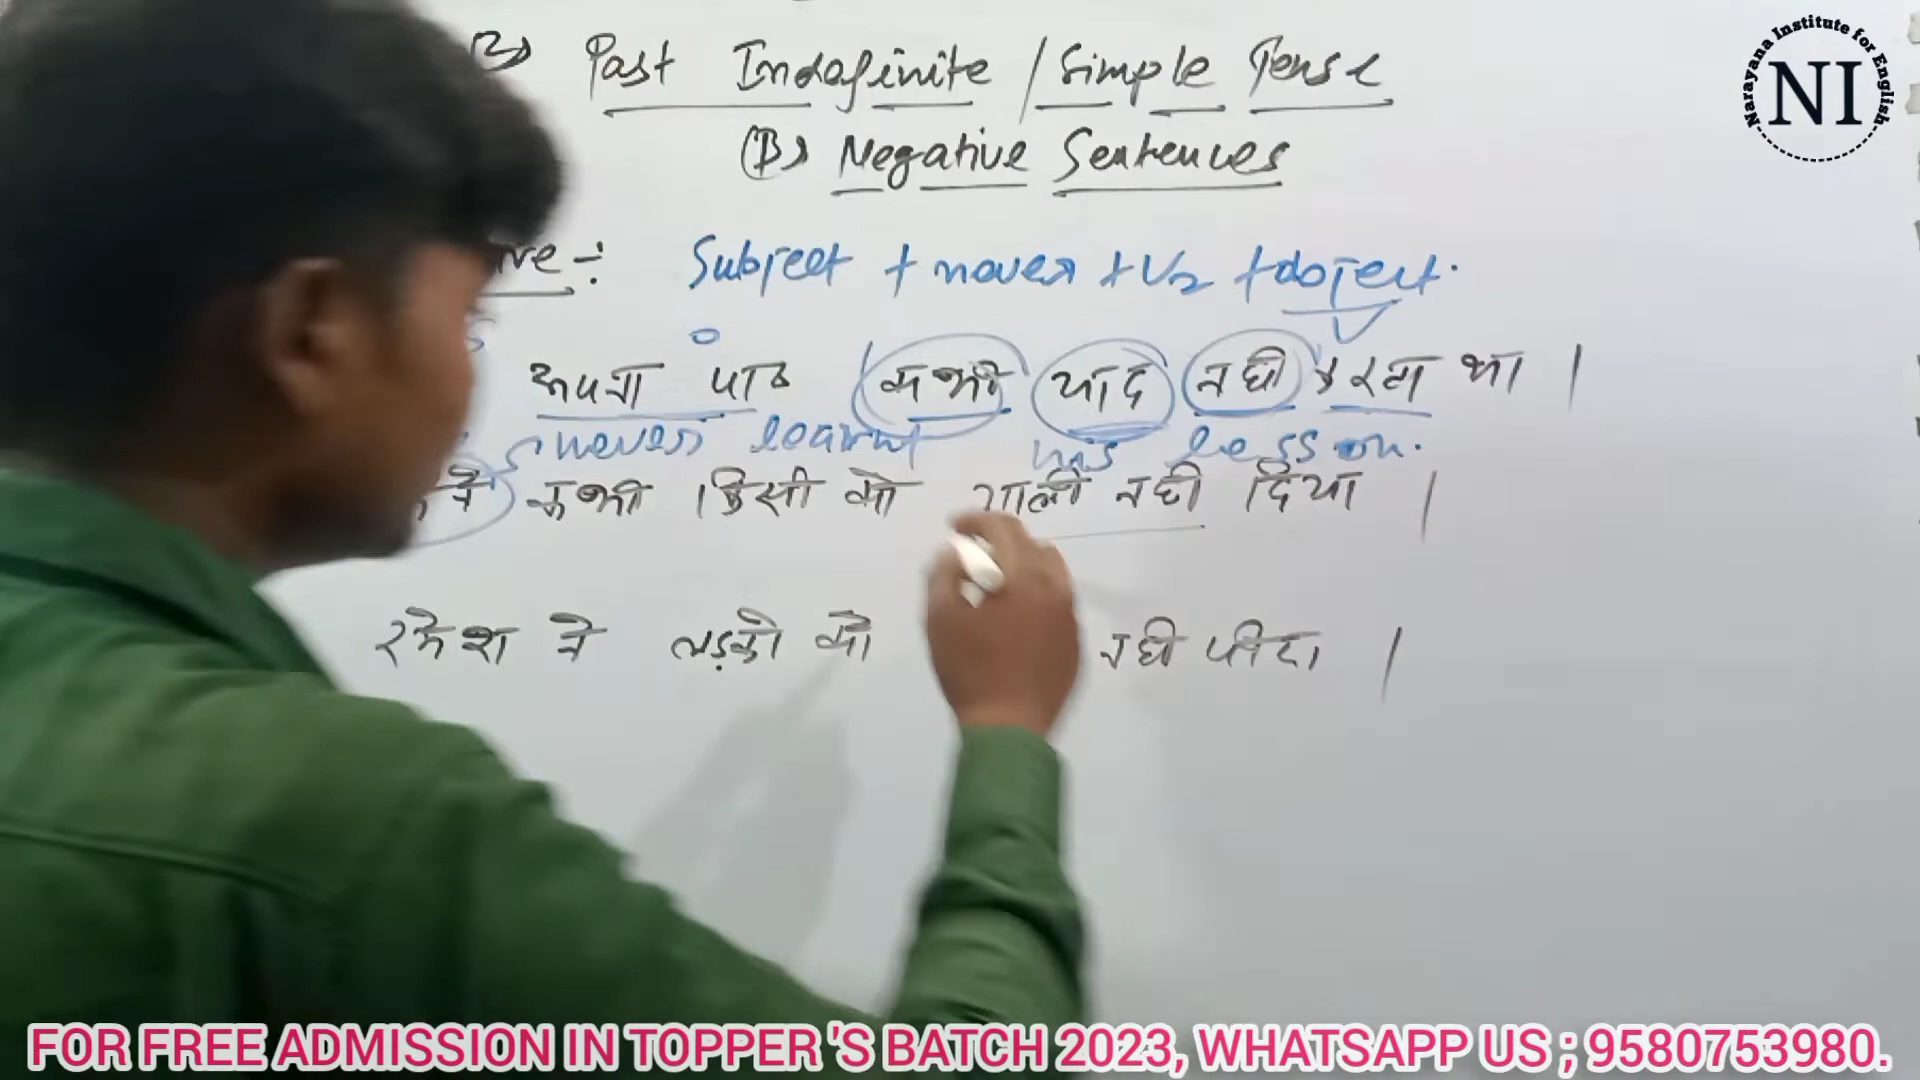 Past Indefinite / Simple Tense
(B) Negative Sentences
Narayana Institute for English
NI
Subject + never + V2 + object.
अपना पाठ कभी याद नही करता था |
never learnt his lesson.
ने कभी किसी को गाली नही दिया |
रमेश ने लड़को को नही पीटा |
FOR FREE ADMISSION IN TOPPER'S BATCH 2023, WHATSAPP US ; 9580753980.